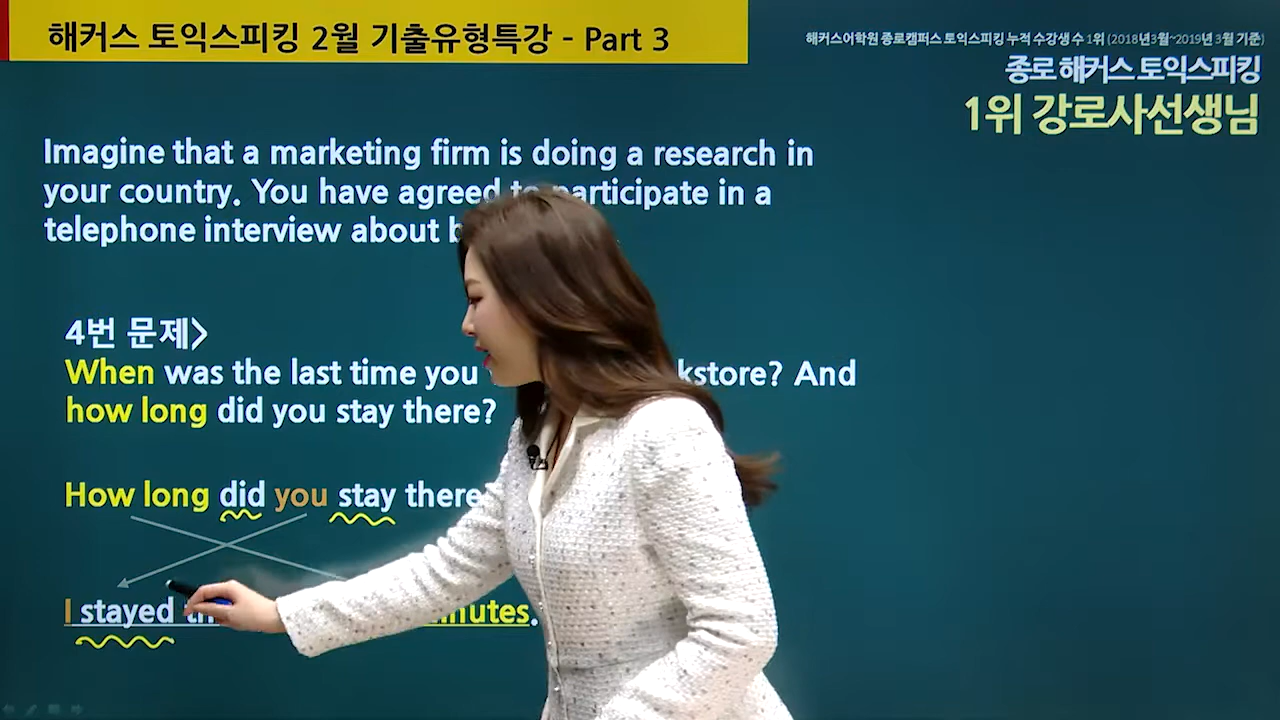 해커스 토익스피킹 2월 기출유형특강 - Part 3
해커스어학원 종로캠퍼스 토익스피킹 누적 수강생 수 1위 (2018년3월~2019년 3월 기준)
종로 해커스 토익스피킹
1위 강로사선생님
Imagine that a marketing firm is doing a research in
your country. You have agreed to participate in a
telephone interview about
4번 문제>
When was the last time you kstore? And
how long did you stay there?
How long did you stay there
I stayed minutes.